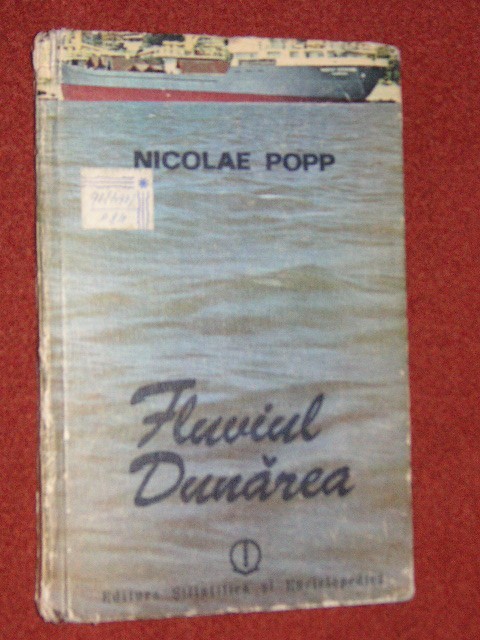 NICOLAE POPP
Fluviul
Dunărea
Editura Științifică și Enciclopedică